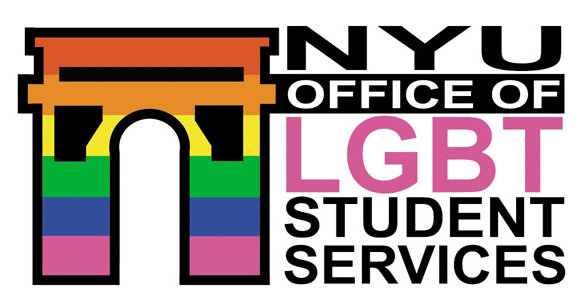 NYU
OFFICE OF
LGBT
STUDENT
SERVICES